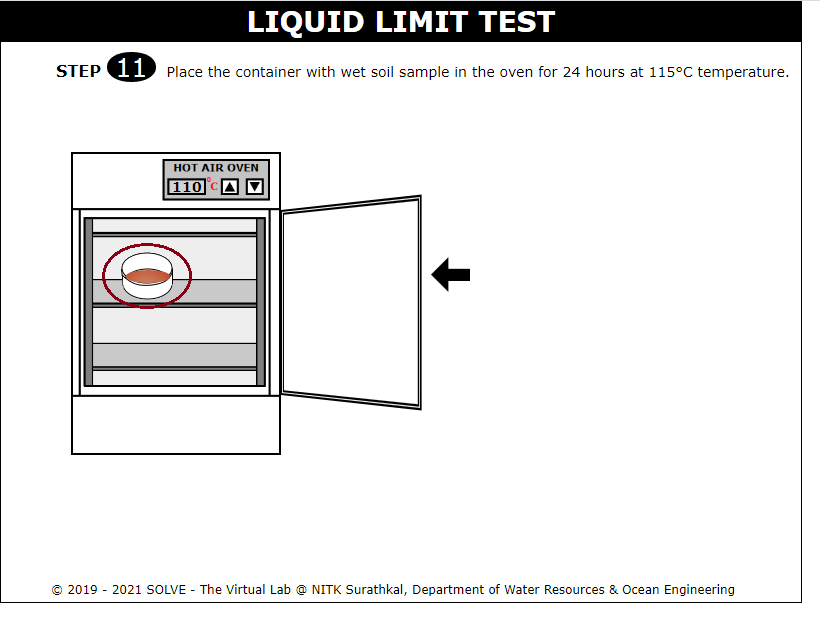 LIQUID LIMIT TEST
STEP 11 Place the container with wet soil sample in the oven for 24 hours at 115°C temperature.
HOT AIR OVEN
110 °C
© 2019 - 2021 SOLVE - The Virtual Lab @ NITK Surathkal, Department of Water Resources & Ocean Engineering